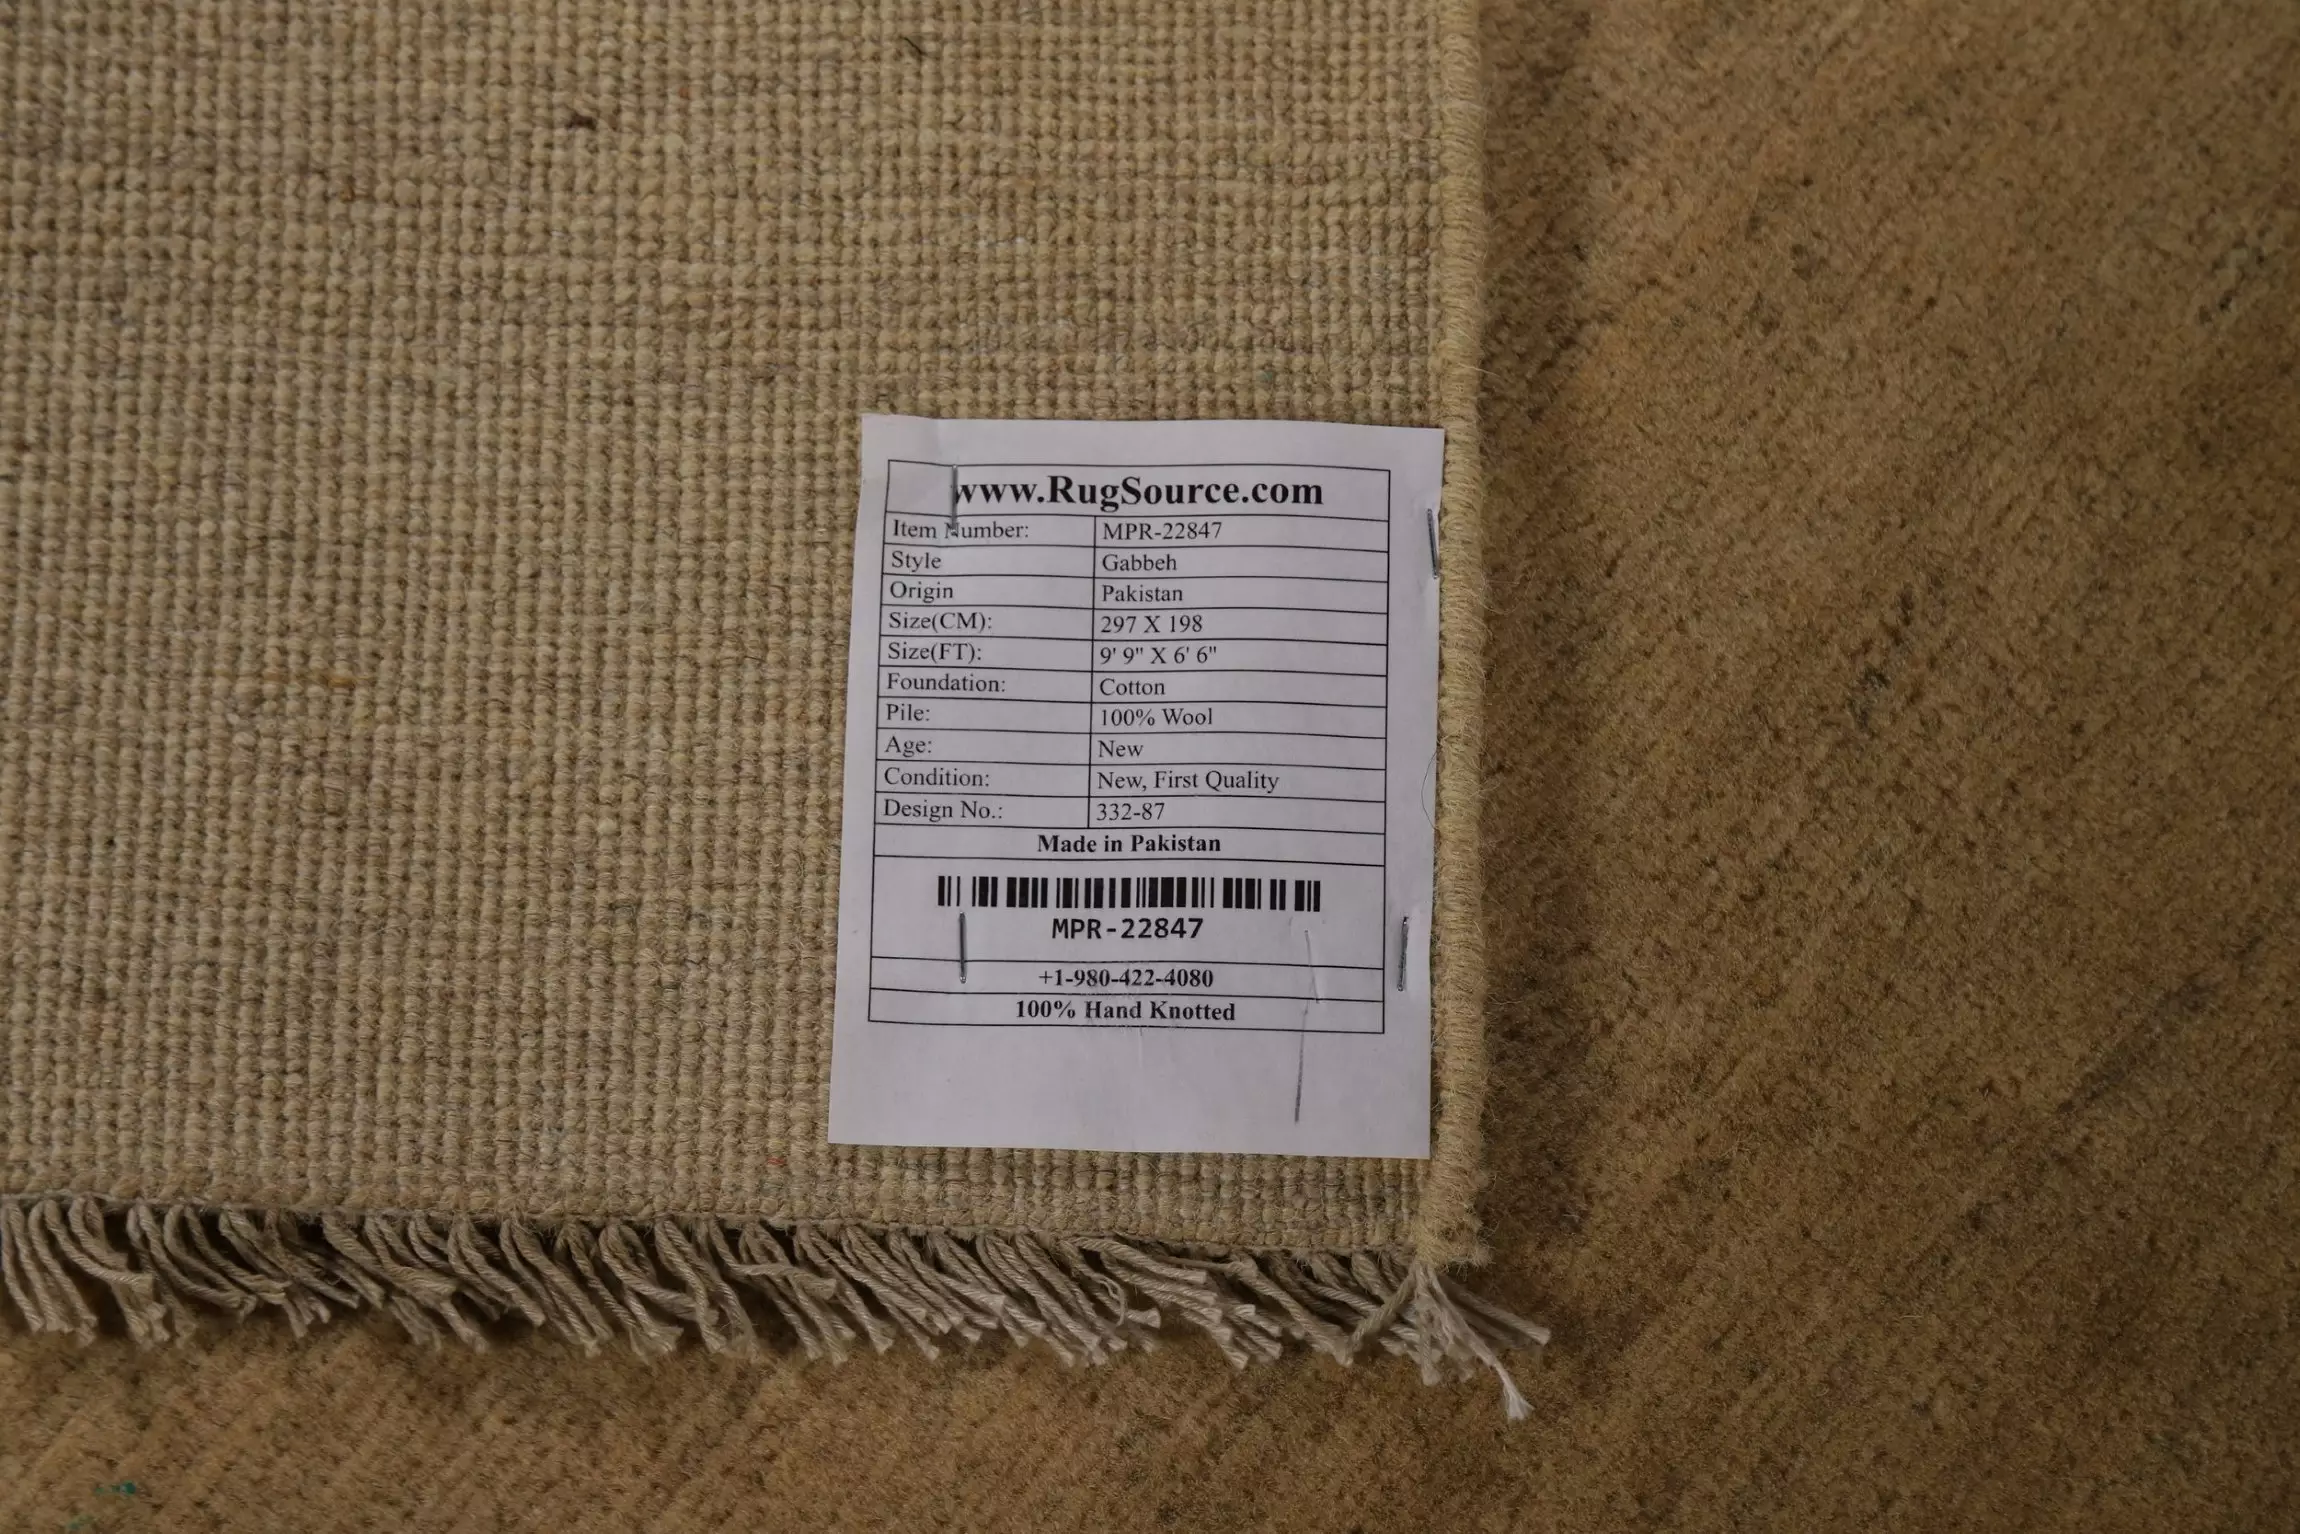 www.RugSource.com
Item Number: MPR-22847
Style Gabbeh
Origin Pakistan
Size(CM): 297 X 198
Size(FT): 9' 9" X 6' 6"
Foundation: Cotton
Pile: 100% Wool
Age: New
Condition: New, First Quality
Design No.: 332-87
Made in Pakistan
MPR-22847
+1-980-422-4080
100% Hand Knotted